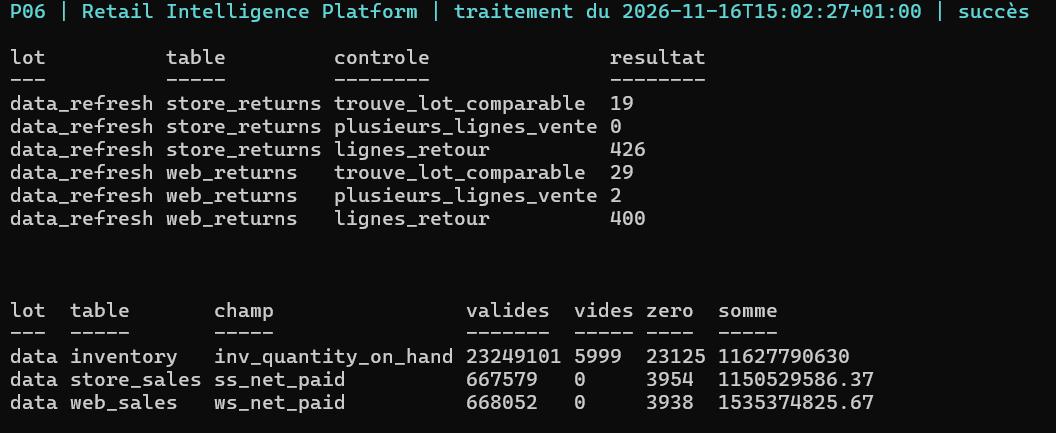 P06 | Retail Intelligence Platform | traitement du 2026-11-16T15:02:27+01:00 | succès
lot table controle resultat
--- ----- -------- --------
data_refresh store_returns trouve_lot_comparable 19
data_refresh store_returns plusieurs_lignes_vente 0
data_refresh store_returns lignes_retour 426
data_refresh web_returns trouve_lot_comparable 29
data_refresh web_returns plusieurs_lignes_vente 2
data_refresh web_returns lignes_retour 400
lot table champ valides vides zero somme
--- ----- ----- ------- ----- ---- -----
data inventory inv_quantity_on_hand 23249101 5999 23125 11627790630
data store_sales ss_net_paid 667579 0 3954 1150529586.37
data web_sales ws_net_paid 668052 0 3938 1535374825.67